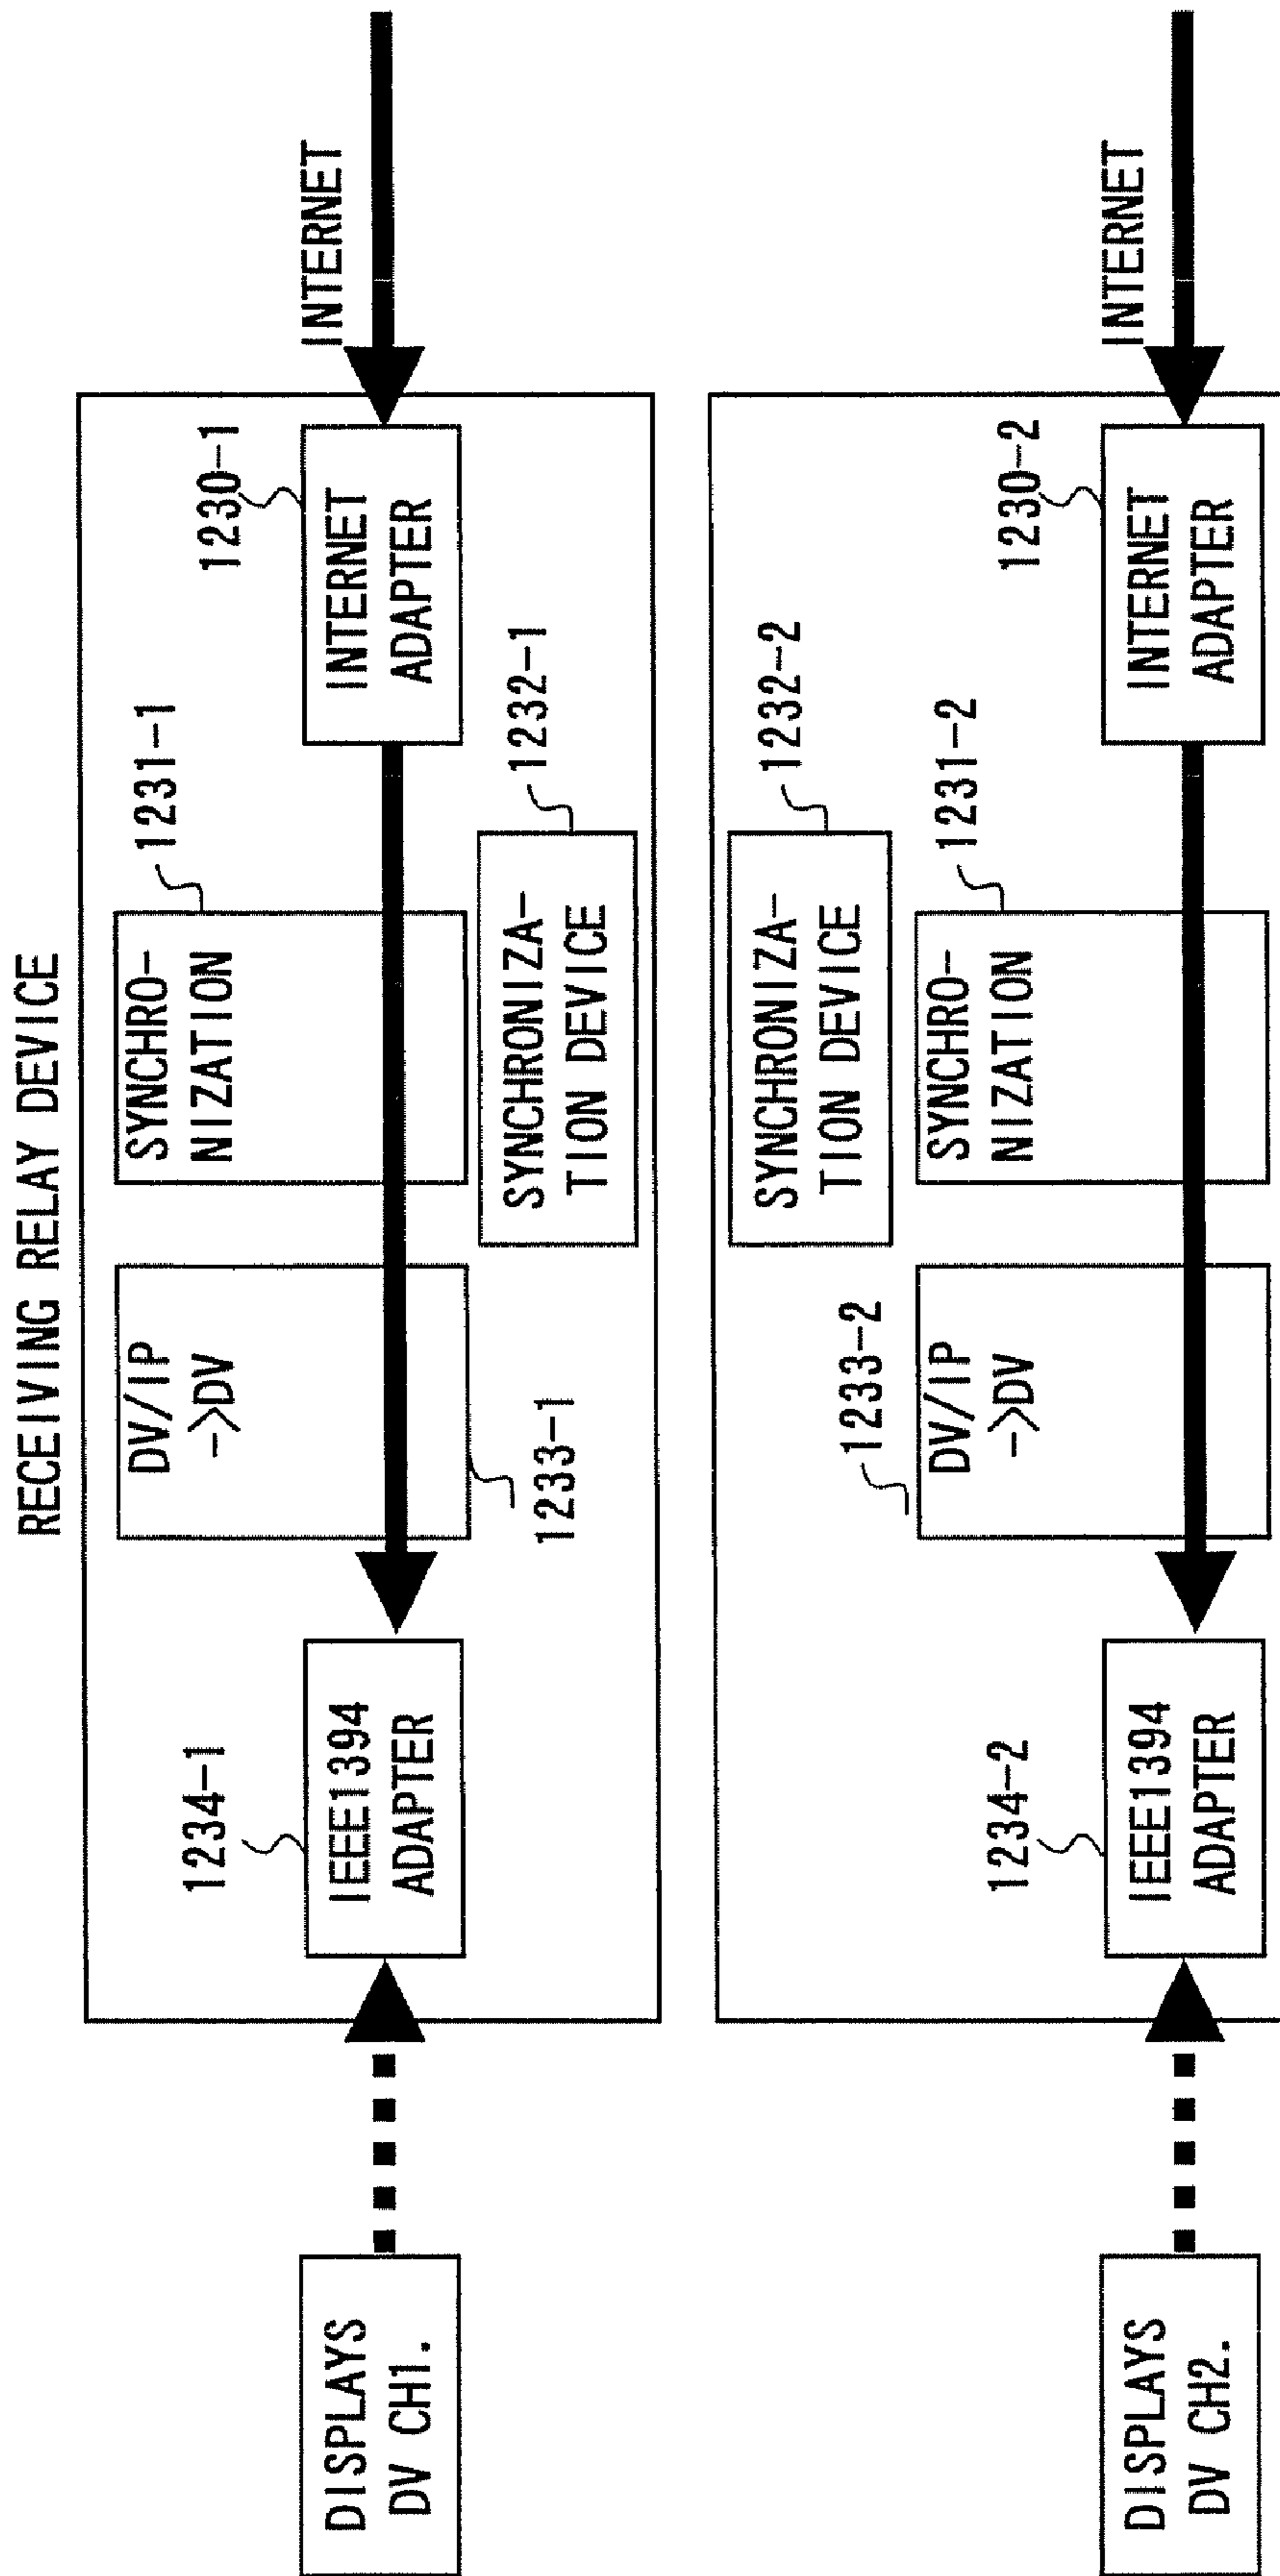 RECEIVING RELAY DEVICE
DISPLAYS
DV CH1.
1234-1
IEEE1394
ADAPTER
DV/IP
->DV
1233-1
SYNCHRO-
NIZATION
1231-1
SYNCHRONIZA-
TION DEVICE
1232-1
1230-1
INTERNET
ADAPTER
INTERNET
DISPLAYS
DV CH2.
1234-2
IEEE1394
ADAPTER
1233-2
DV/IP
->DV
SYNCHRONIZA-
TION DEVICE
1232-2
SYNCHRO-
NIZATION
1231-2
1230-2
INTERNET
ADAPTER
INTERNET